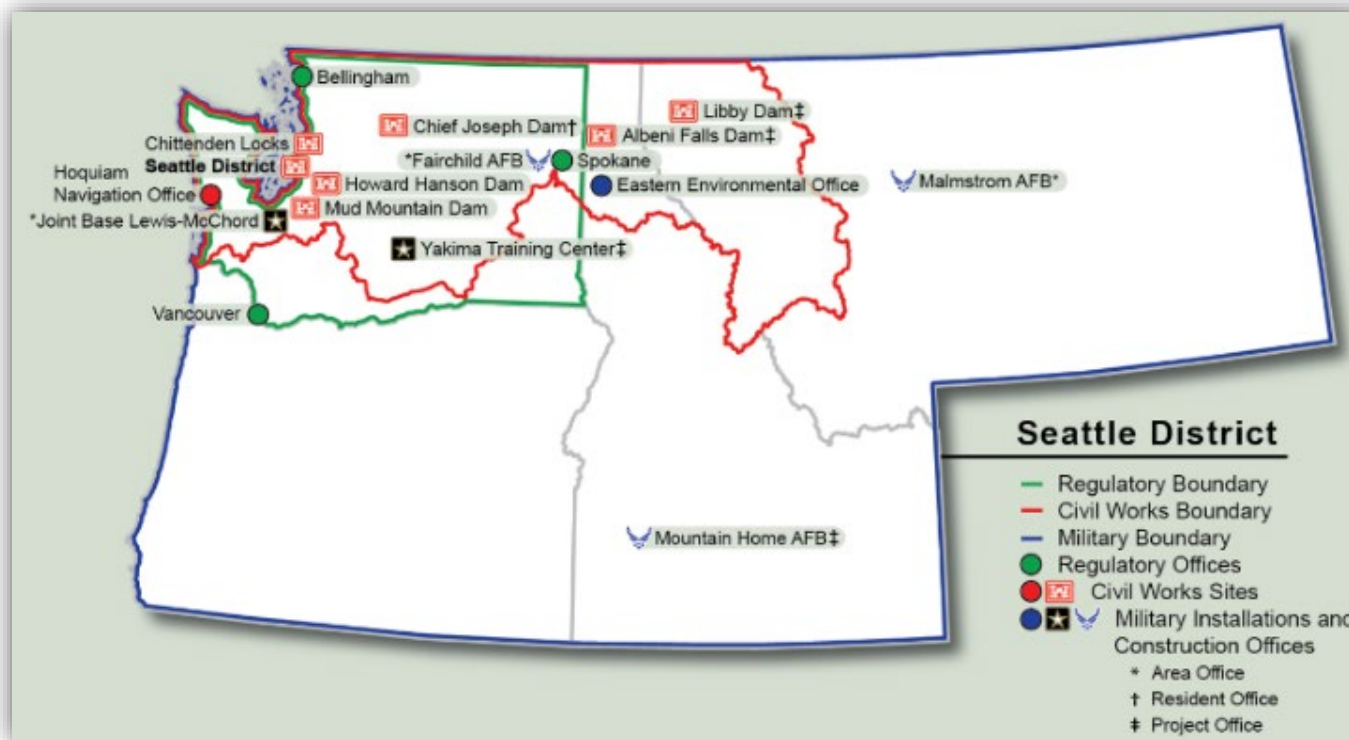 Bellingham
Libby Dam‡
Chief Joseph Dam†
Albeni Falls Dam‡
Chittenden Locks
*Fairchild AFB
Spokane
Seattle District
Hoquiam
Navigation Office
Howard Hanson Dam
Eastern Environmental Office
Malmstrom AFB*
Mud Mountain Dam
*Joint Base Lewis-McChord
Yakima Training Center‡
Vancouver
Mountain Home AFB‡
Seattle District
Regulatory Boundary
Civil Works Boundary
Military Boundary
Regulatory Offices
Civil Works Sites
Military Installations and
Construction Offices
* Area Office
† Resident Office
‡ Project Office